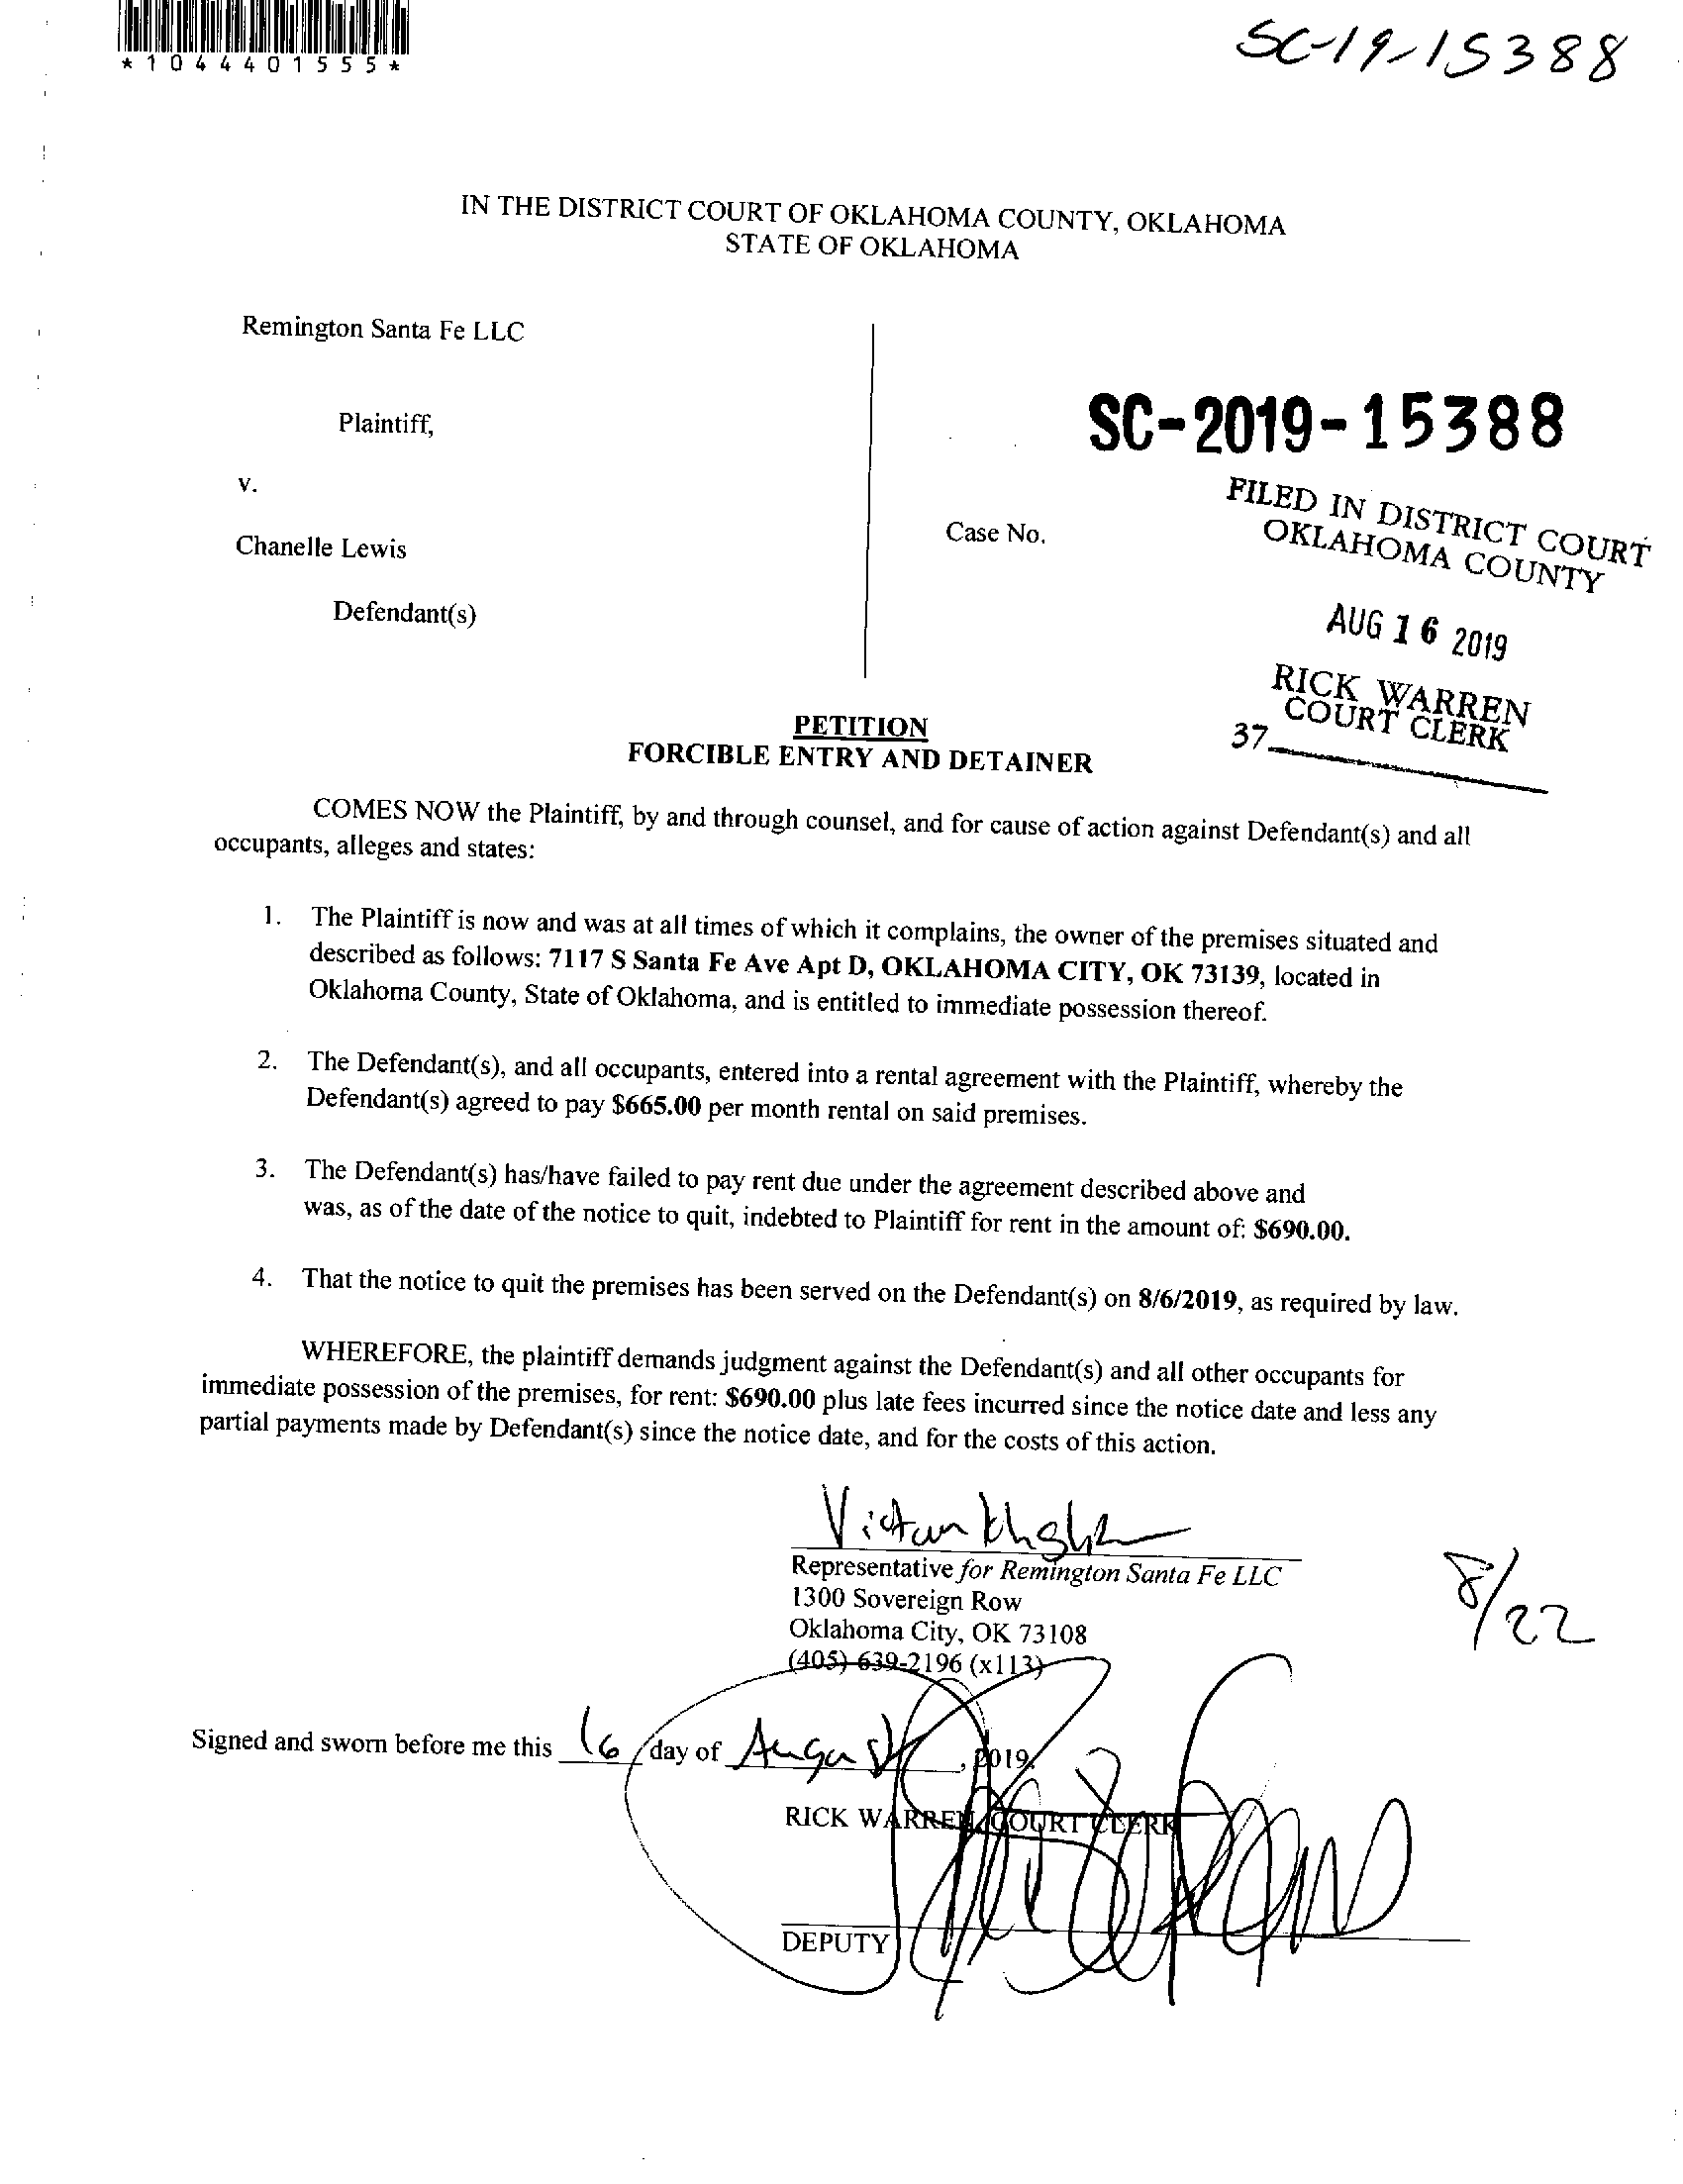 *1044401555*
SC-19-15388
IN THE DISTRICT COURT OF OKLAHOMA COUNTY, OKLAHOMA
STATE OF OKLAHOMA
Remington Santa Fe LLC
Plaintiff,
v.
Chanelle Lewis
Defendant(s)
SC-2019-15388
Case No.
FILED IN DISTRICT COURT
OKLAHOMA COUNTY
AUG 16 2019
RICK WARREN
COURT CLERK
37
PETITION
FORCIBLE ENTRY AND DETAINER
COMES NOW the Plaintiff, by and through counsel, and for cause of action against Defendant(s) and all
occupants, alleges and states:
1. The Plaintiff is now and was at all times of which it complains, the owner of the premises situated and
described as follows: 7117 S Santa Fe Ave Apt D, OKLAHOMA CITY, OK 73139, located in
Oklahoma County, State of Oklahoma, and is entitled to immediate possession thereof.
2. The Defendant(s), and all occupants, entered into a rental agreement with the Plaintiff, whereby the
Defendant(s) agreed to pay $665.00 per month rental on said premises.
3. The Defendant(s) has/have failed to pay rent due under the agreement described above and
was, as of the date of the notice to quit, indebted to Plaintiff for rent in the amount of: $690.00.
4. That the notice to quit the premises has been served on the Defendant(s) on 8/6/2019, as required by law.
WHEREFORE, the plaintiff demands judgment against the Defendant(s) and all other occupants for
immediate possession of the premises, for rent: $690.00 plus late fees incurred since the notice date and less any
partial payments made by Defendant(s) since the notice date, and for the costs of this action.
Representative for Remington Santa Fe LLC
1300 Sovereign Row
Oklahoma City, OK 73108
(405) 639-2196 (x113)
8/22
Signed and sworn before me this 16 day of August, 2019.
RICK WARREN, COURT CLERK
DEPUTY